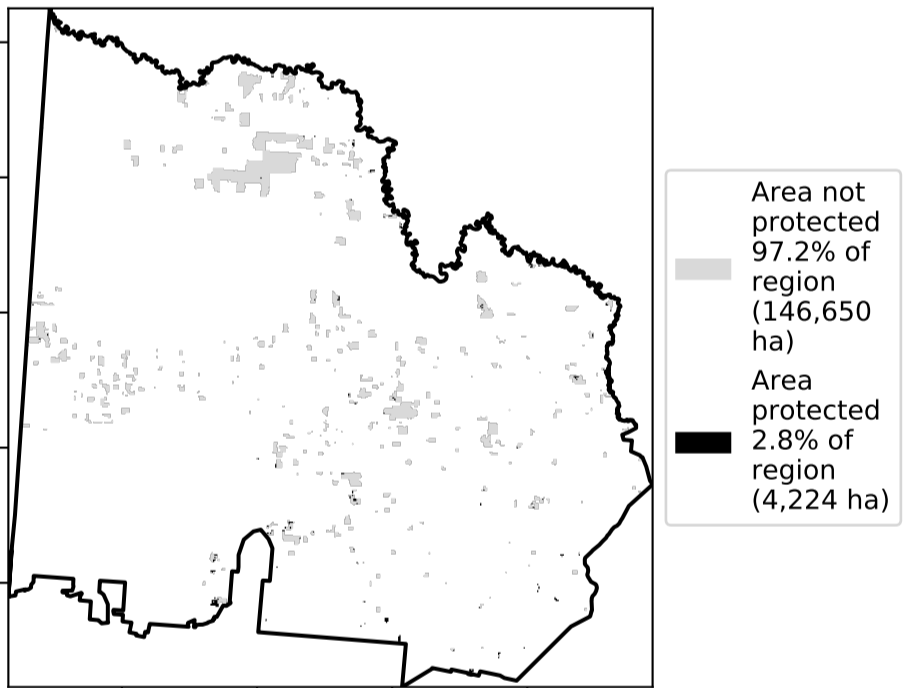 Area not
protected
97.2% of
region
(146,650
ha)
Area
protected
2.8% of
region
(4,224 ha)